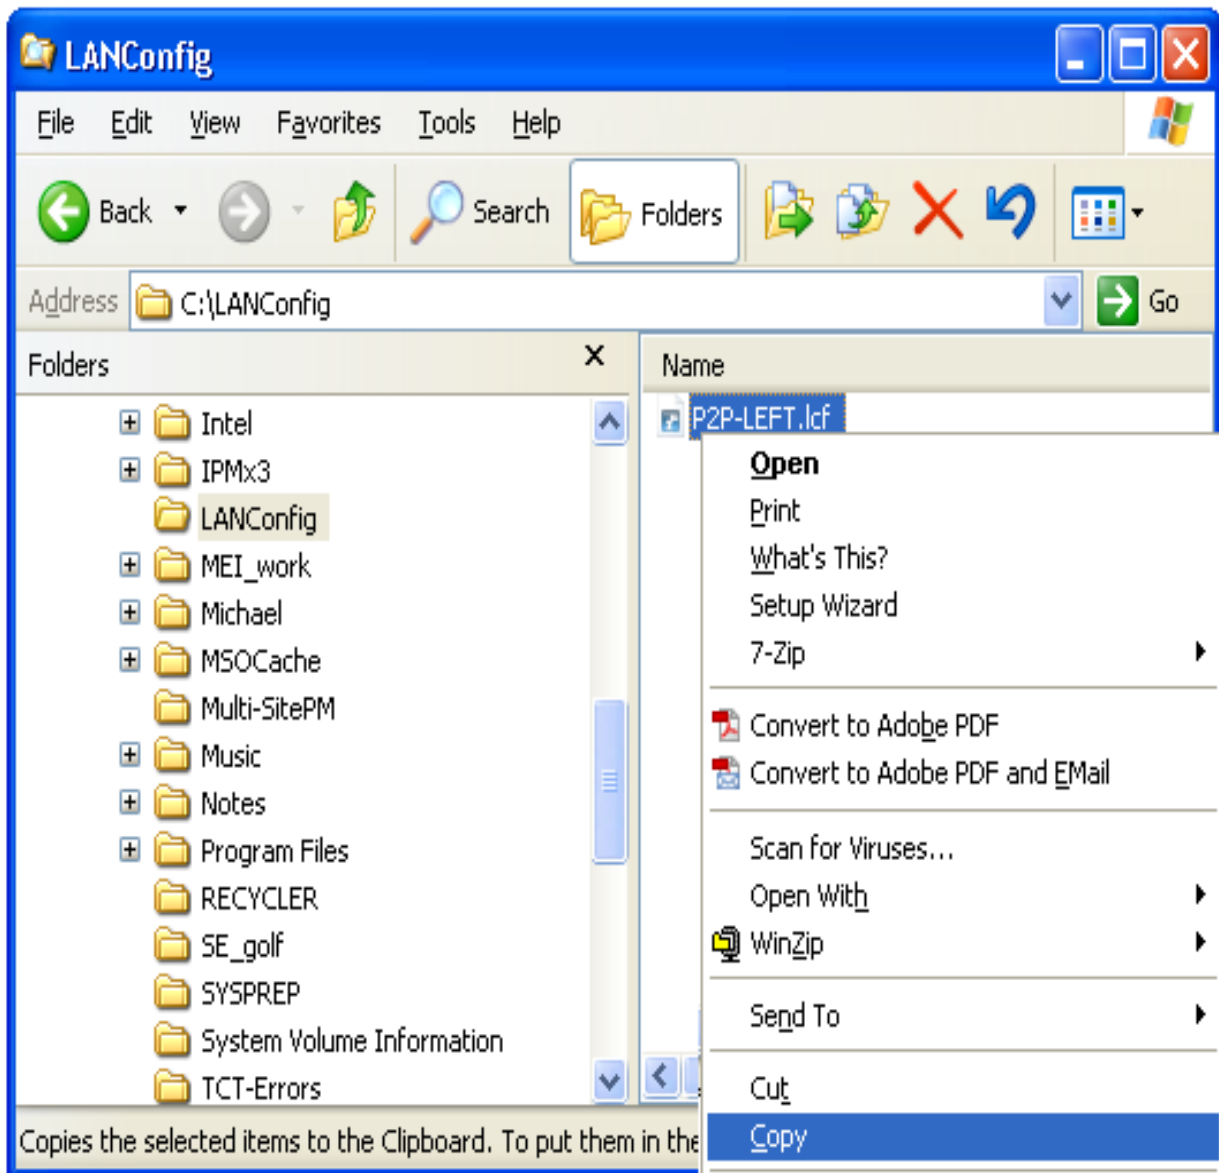 LANConfig
File Edit View Favorites Tools Help
Back Search Folders
Address C:\LANConfig Go
Folders x Name
Intel
IPMx3
LANConfig
MEI_work
Michael
MSOCache
Multi-SitePM
Music
Notes
Program Files
RECYCLER
SE_golf
SYSPREP
System Volume Information
TCT-Errors
P2P-LEFT.lcf
Open
Print
What's This?
Setup Wizard
7-Zip
Convert to Adobe PDF
Convert to Adobe PDF and EMail
Scan for Viruses...
Open With
WinZip
Send To
Cut
Copy
Copies the selected items to the Clipboard. To put them in the